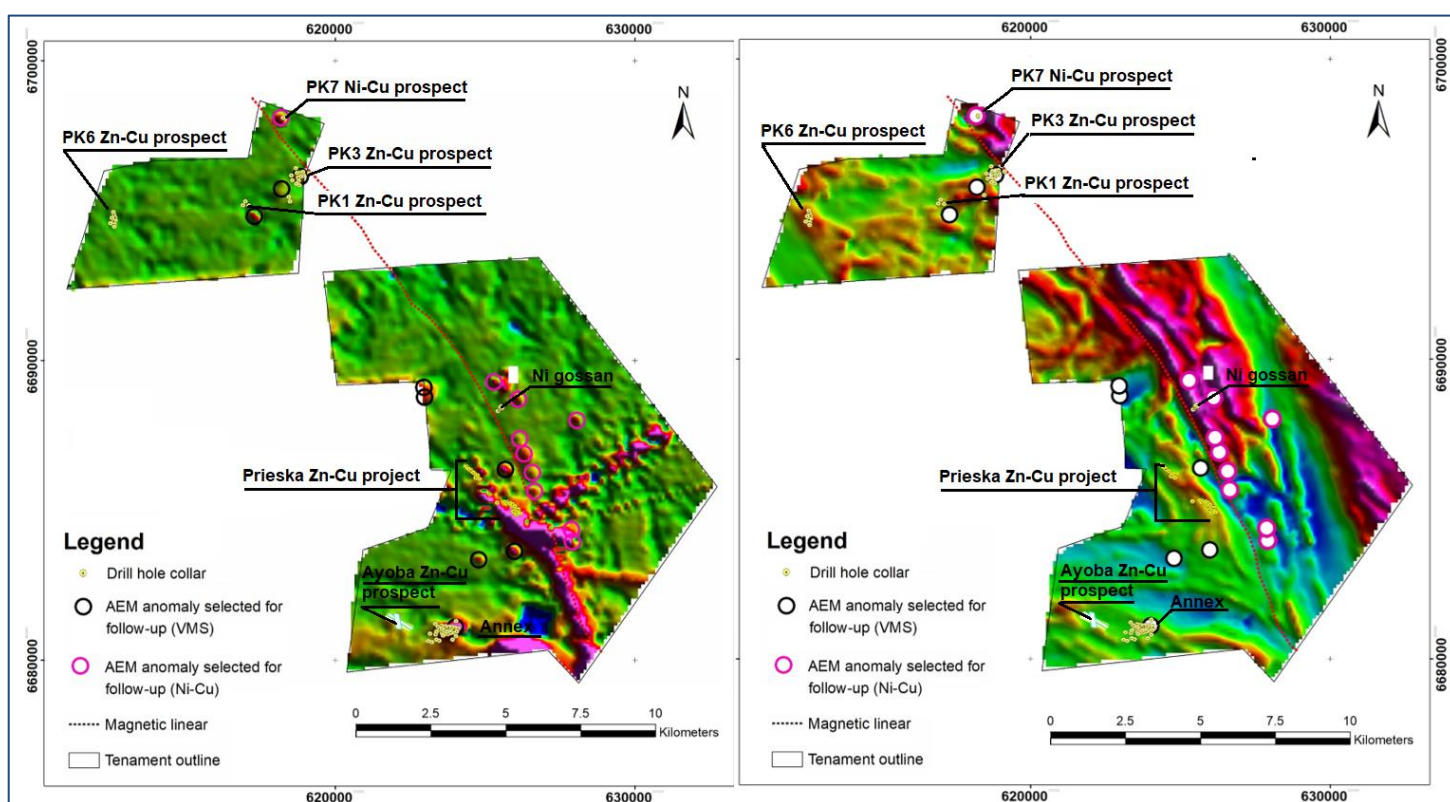 620000
630000
6700000
N
PK7 Ni-Cu prospect
PK6 Zn-Cu prospect
PK3 Zn-Cu prospect
PK1 Zn-Cu prospect
6690000
Ni gossan
Prieska Zn-Cu project
Ayoba Zn-Cu
prospect
Annex
6680000
Legend
Drill hole collar
AEM anomaly selected for
follow-up (VMS)
AEM anomaly selected for
follow-up (Ni-Cu)
Magnetic linear
Tenament outline
0 2.5 5 7.5 10
Kilometers
620000
630000
620000
630000
6700000
N
PK7 Ni-Cu prospect
PK3 Zn-Cu prospect
PK6 Zn-Cu prospect
PK1 Zn-Cu prospect
6690000
Ni gossan
Prieska Zn-Cu project
Ayoba Zn-Cu
prospect
Annex
6680000
Legend
Drill hole collar
AEM anomaly selected for
follow-up (VMS)
AEM anomaly selected for
follow-up (Ni-Cu)
Magnetic linear
Tenament outline
0 2.5 5 7.5 10
Kilometers
620000
630000